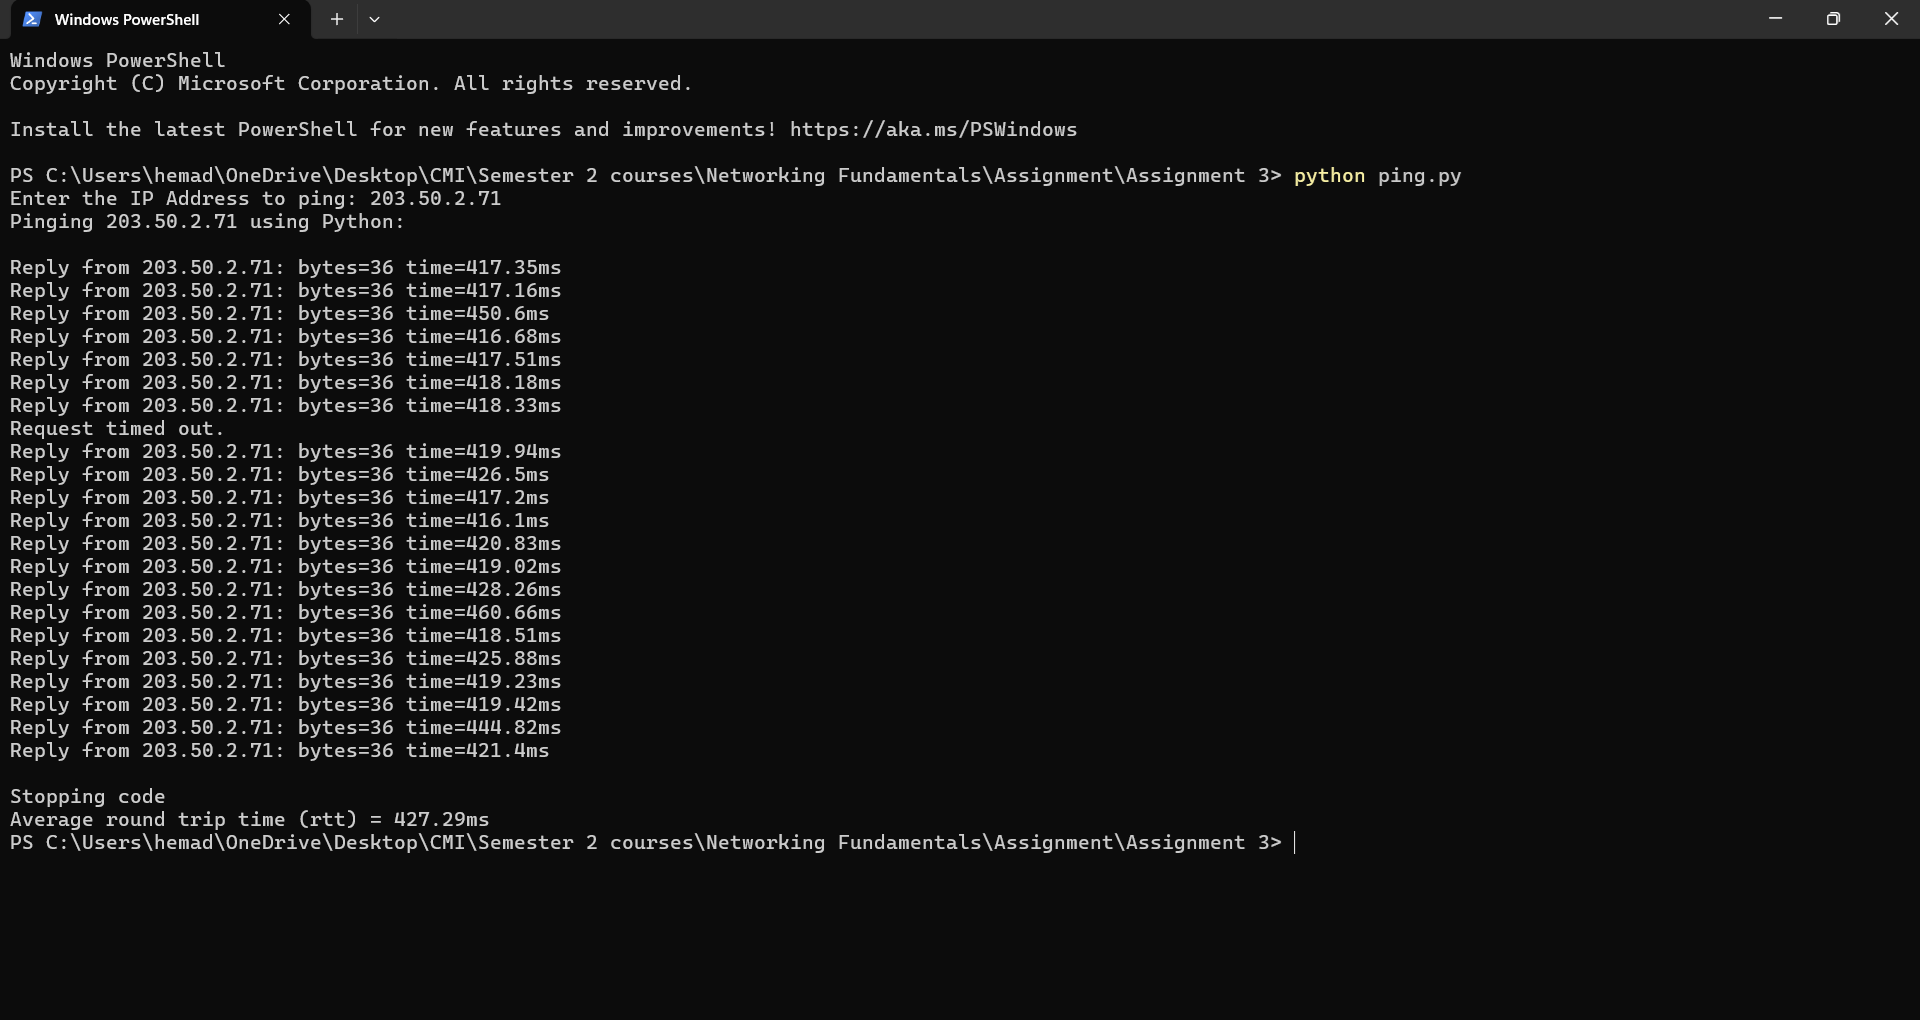 Windows PowerShell
Windows PowerShell
Copyright (C) Microsoft Corporation. All rights reserved.
Install the latest PowerShell for new features and improvements! https://aka.ms/PSWindows
PS C:\Users\hemad\OneDrive\Desktop\CMI\Semester 2 courses\Networking Fundamentals\Assignment\Assignment 3> python ping.py
Enter the IP Address to ping: 203.50.2.71
Pinging 203.50.2.71 using Python:
Reply from 203.50.2.71: bytes=36 time=417.35ms
Reply from 203.50.2.71: bytes=36 time=417.16ms
Reply from 203.50.2.71: bytes=36 time=450.6ms
Reply from 203.50.2.71: bytes=36 time=416.68ms
Reply from 203.50.2.71: bytes=36 time=417.51ms
Reply from 203.50.2.71: bytes=36 time=418.18ms
Reply from 203.50.2.71: bytes=36 time=418.33ms
Request timed out.
Reply from 203.50.2.71: bytes=36 time=419.94ms
Reply from 203.50.2.71: bytes=36 time=426.5ms
Reply from 203.50.2.71: bytes=36 time=417.2ms
Reply from 203.50.2.71: bytes=36 time=416.1ms
Reply from 203.50.2.71: bytes=36 time=420.83ms
Reply from 203.50.2.71: bytes=36 time=419.02ms
Reply from 203.50.2.71: bytes=36 time=428.26ms
Reply from 203.50.2.71: bytes=36 time=460.66ms
Reply from 203.50.2.71: bytes=36 time=418.51ms
Reply from 203.50.2.71: bytes=36 time=425.88ms
Reply from 203.50.2.71: bytes=36 time=419.23ms
Reply from 203.50.2.71: bytes=36 time=419.42ms
Reply from 203.50.2.71: bytes=36 time=444.82ms
Reply from 203.50.2.71: bytes=36 time=421.4ms
Stopping code
Average round trip time (rtt) = 427.29ms
PS C:\Users\hemad\OneDrive\Desktop\CMI\Semester 2 courses\Networking Fundamentals\Assignment\Assignment 3>